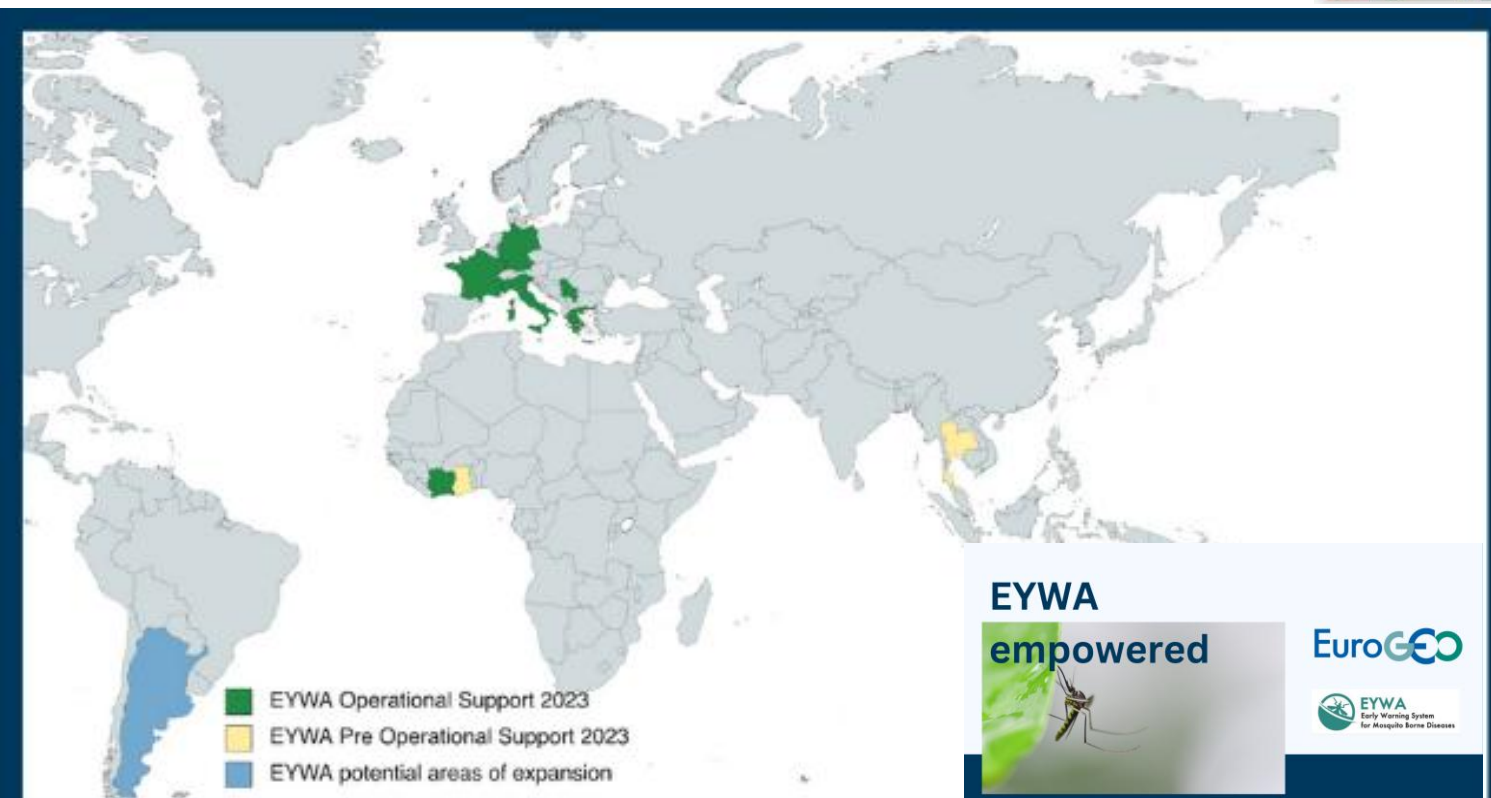 EYWA Operational Support 2023
EYWA Pre Operational Support 2023
EYWA potential areas of expansion
EYWA
empowered
EuroGEO
EYWA
Early Warning System
for Mosquito Borne Diseases